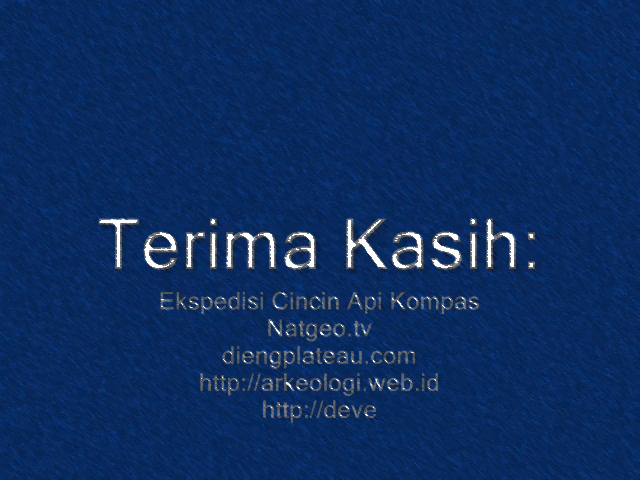 Terima Kasih:
Ekspedisi Cincin Api Kompas
Natgeo.tv
diengplateau.com
http://arkeologi.web.id
http://deve